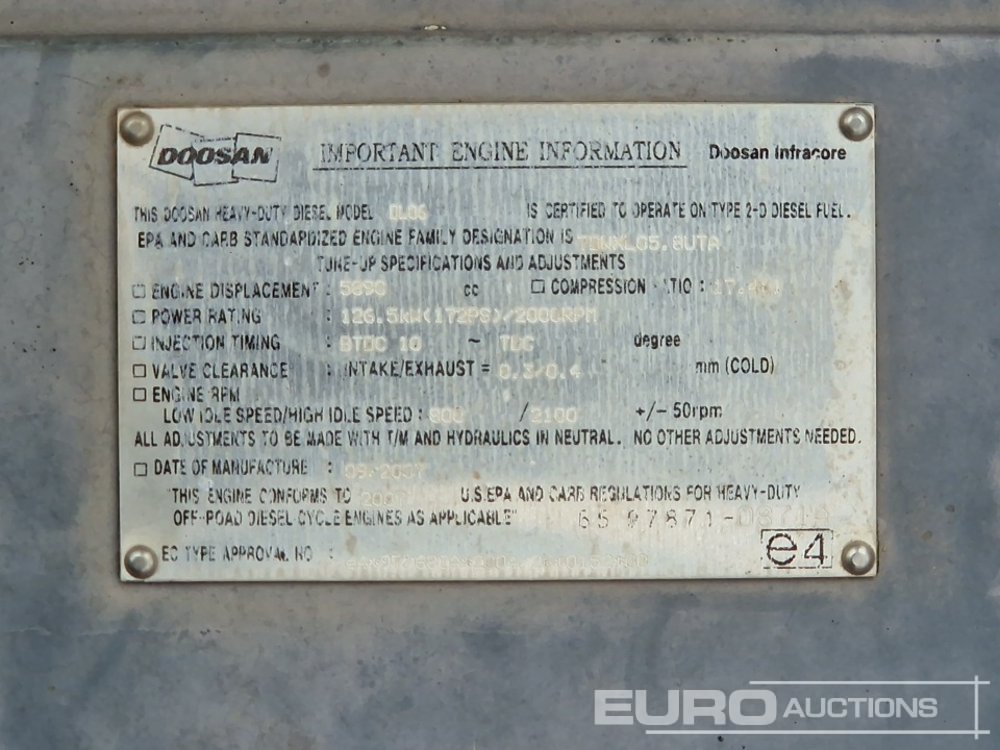 DOOSAN IMPORTANT ENGINE INFORMATION Doosan Infracore
THIS DOOSAN HEAVY-DUTY DIESEL MODEL DL06 IS CERTIFIED TO OPERATE ON TYPE 2-D DIESEL FUEL.
EPA AND CARB STANDARDIZED ENGINE FAMILY DESIGNATION IS
TUNE-UP SPECIFICATIONS AND ADJUSTMENTS
ENGINE DISPLACEMENT : 5890 cc COMPRESSION RATIO :
POWER RATING : 126.5kW(172PS)/2000RPM
INJECTION TIMING : BTDC 10 ~ TDC degree
VALVE CLEARANCE : INTAKE/EXHAUST = 0.3/0.4 mm (COLD)
ENGINE RPM
LOW IDLE SPEED/HIGH IDLE SPEED : 800 /2100 +/- 50rpm
ALL ADJUSTMENTS TO BE MADE WITH T/M AND HYDRAULICS IN NEUTRAL. NO OTHER ADJUSTMENTS NEEDED.
DATE OF MANUFACTURE : 09/2007
"THIS ENGINE CONFORMS TO U.S.EPA AND CARB REGULATIONS FOR HEAVY-DUTY
OFF-ROAD DIESEL CYCLE ENGINES AS APPLICABLE"
EC TYPE APPROVAL NO : e4
EURO AUCTIONS